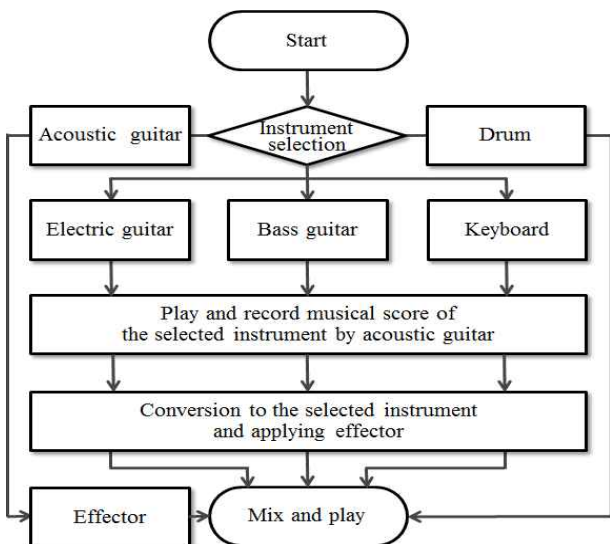 Start
Acoustic guitar
Instrument
selection
Drum
Electric guitar
Bass guitar
Keyboard
Play and record musical score of
the selected instrument by acoustic guitar
Conversion to the selected instrument
and applying effector
Effector
Mix and play